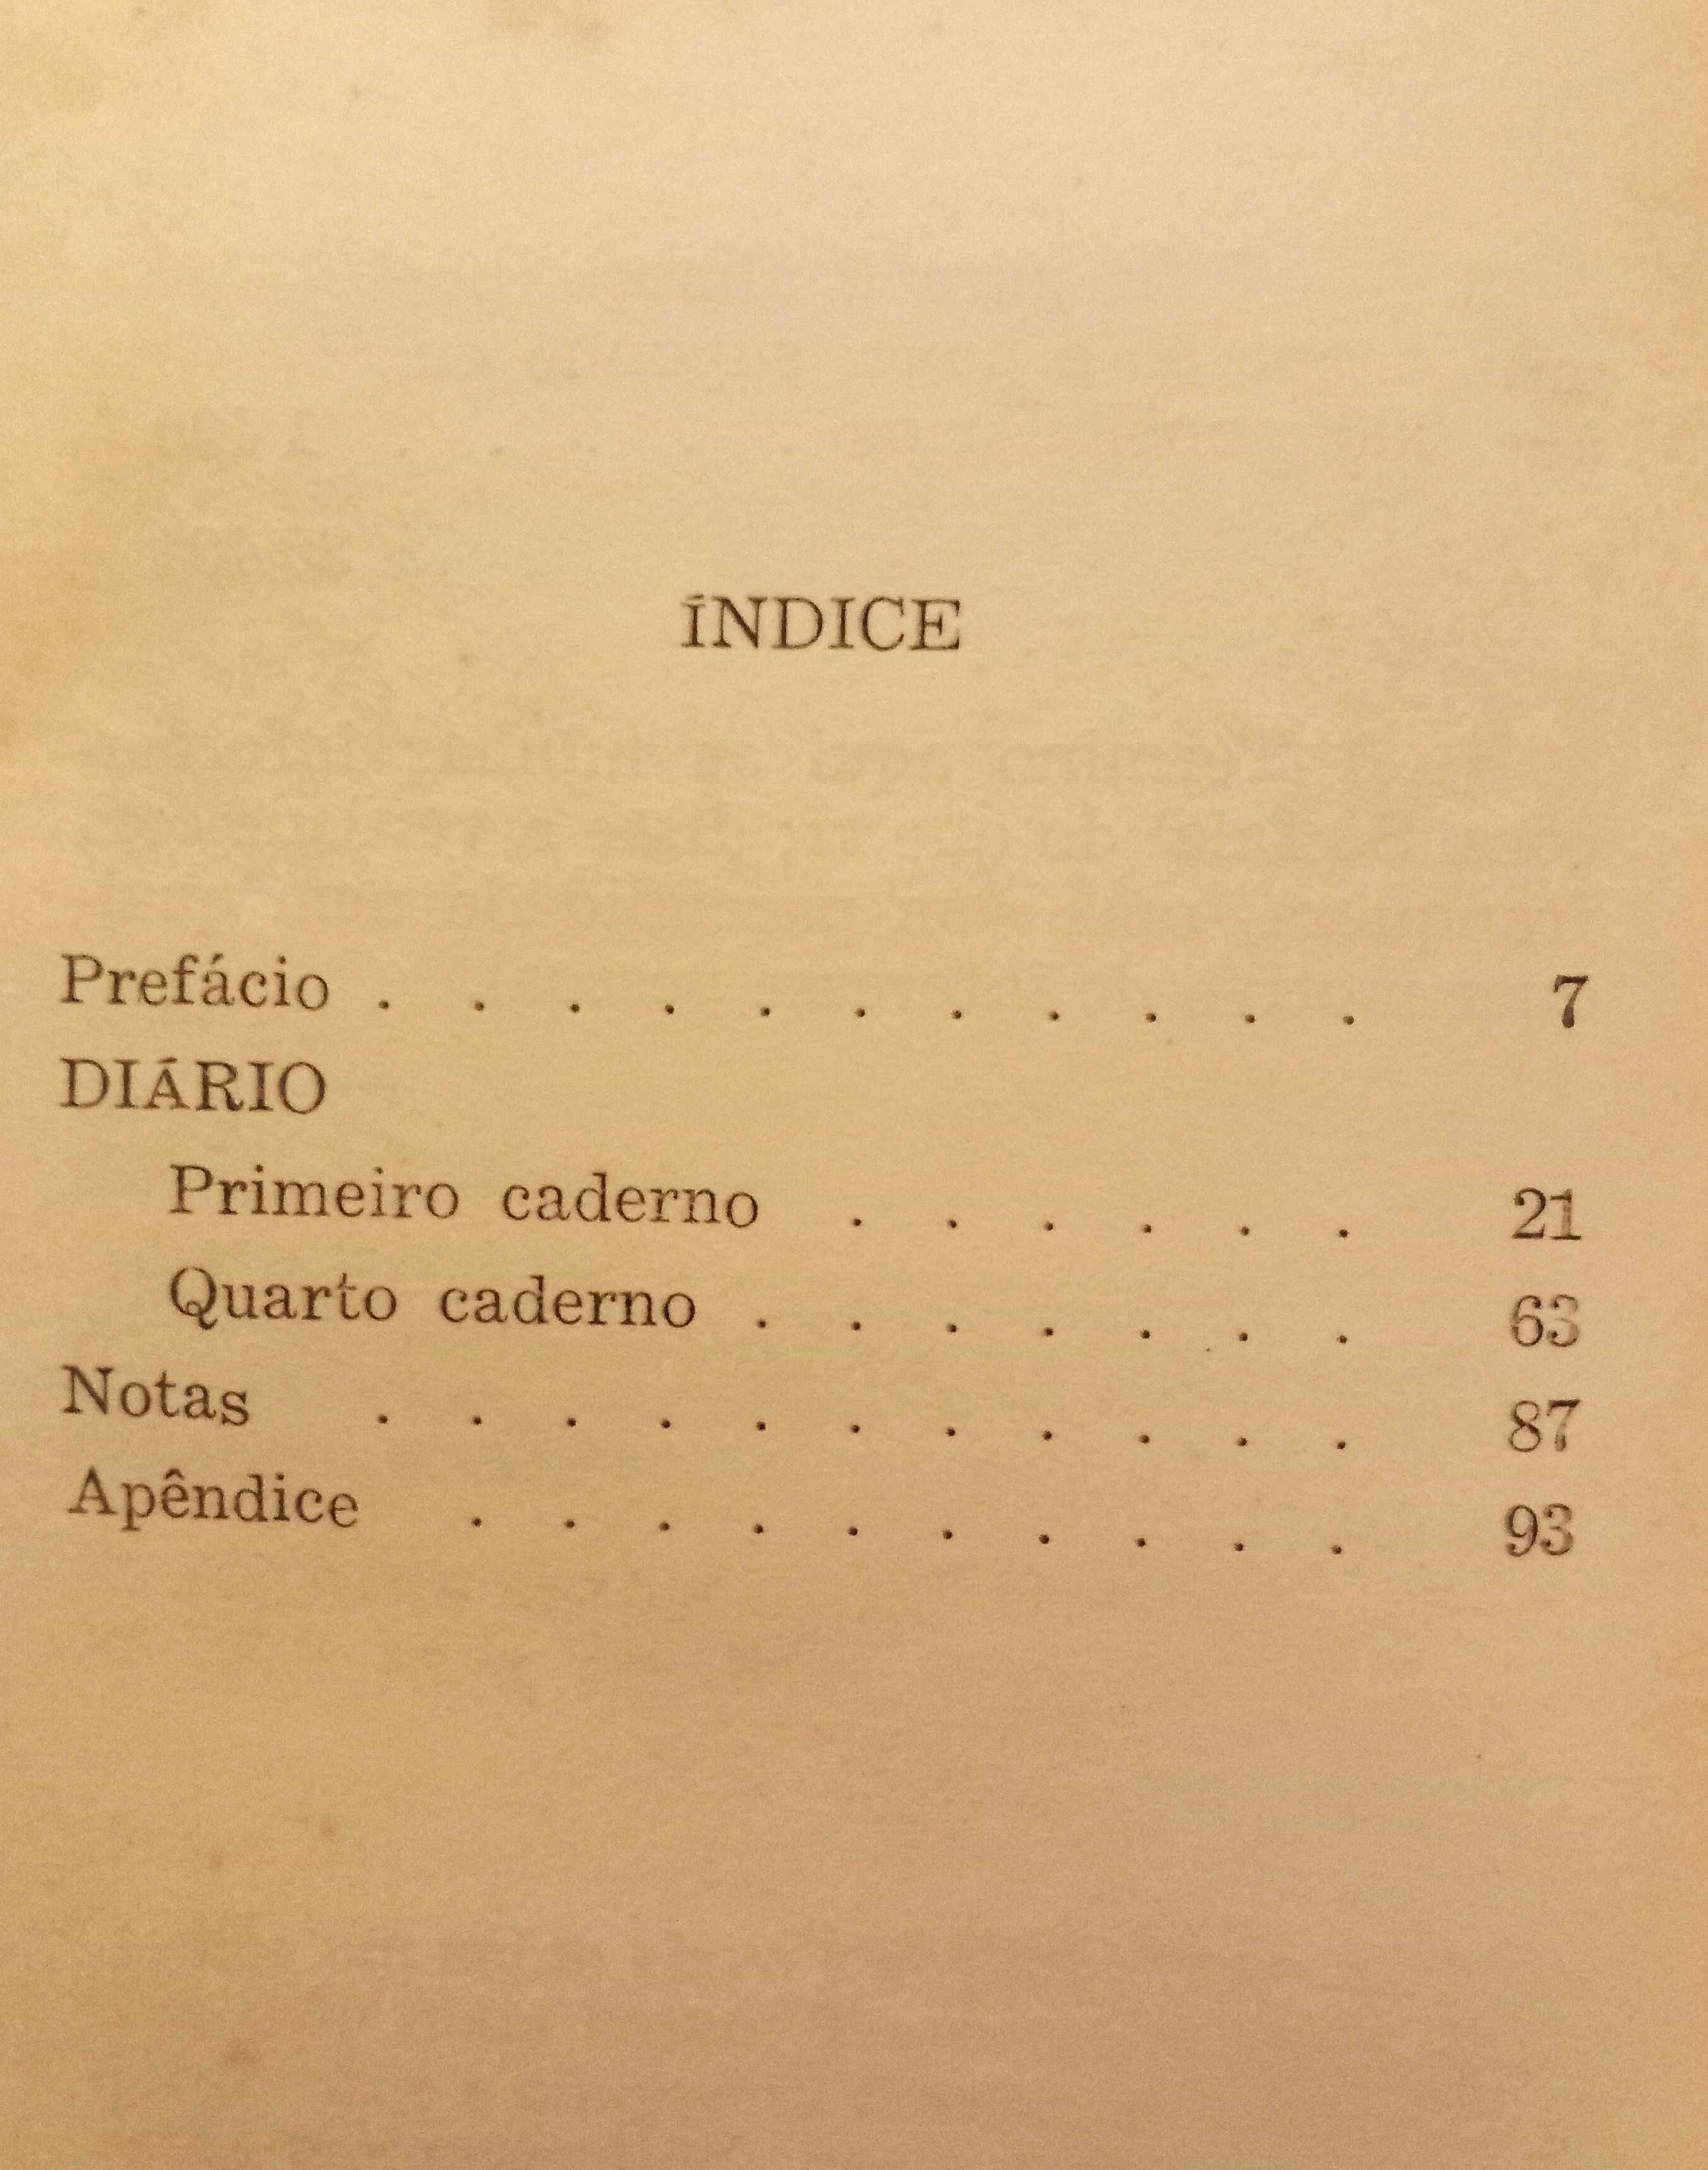 ÍNDICE
Prefácio . . . . . . . . . . . 7
DIÁRIO
Primeiro caderno . . . . . . 21
Quarto caderno . . . . . . . 63
Notas . . . . . . . . . . . 87
Apêndice . . . . . . . . . . 93